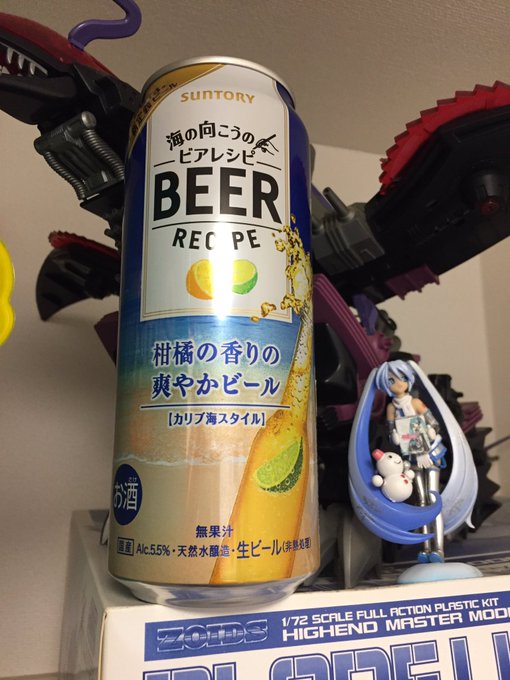 SUNTORY
海の向こうの
ビアレシピ
BEER
RECIPE
柑橘の香りの
爽やかビール
【カリブ海スタイル】
お酒
無果汁
国産 Alc.5.5%・天然水醸造・生ビール(非熱処理)
ZOIDS
1/72 SCALE FULL ACTION PLASTIC KIT
HIGHEND MASTER MODE